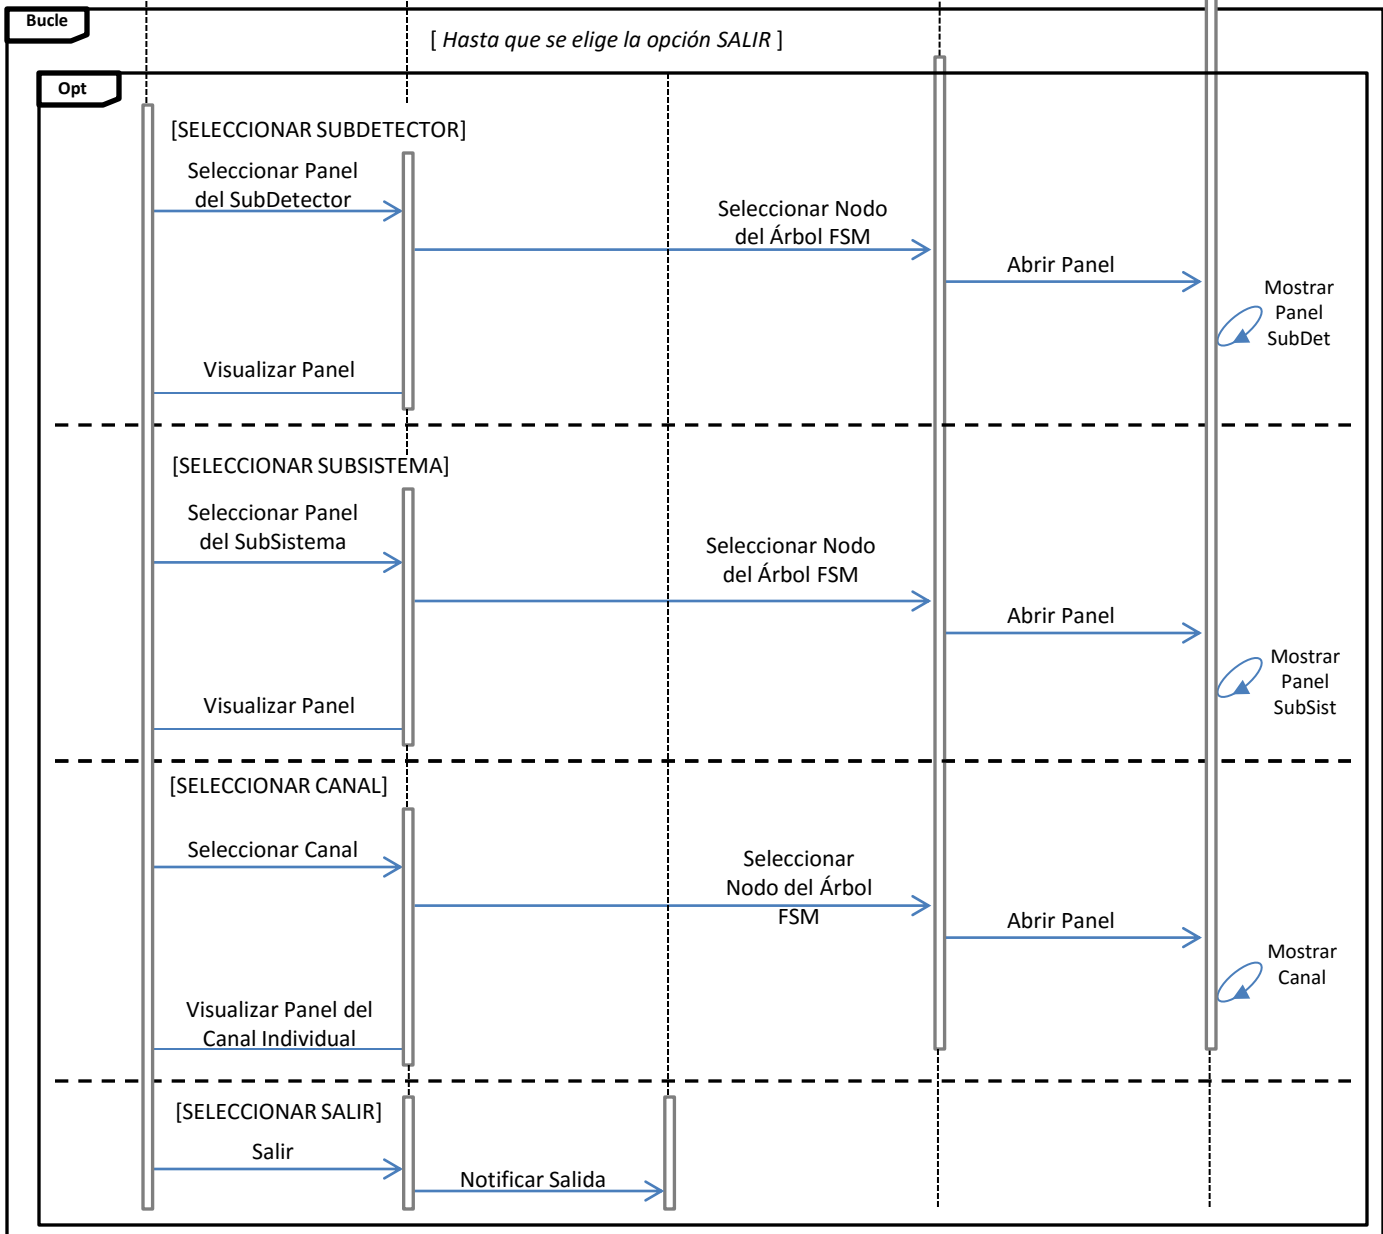 Bucle
[ Hasta que se elige la opción SALIR ]
Opt
[SELECCIONAR SUBDETECTOR]
Seleccionar Panel
del SubDetector
Seleccionar Nodo
del Árbol FSM
Abrir Panel
Mostrar
Panel
SubDet
Visualizar Panel
[SELECCIONAR SUBSISTEMA]
Seleccionar Panel
del SubSistema
Seleccionar Nodo
del Árbol FSM
Abrir Panel
Mostrar
Panel
SubSist
Visualizar Panel
[SELECCIONAR CANAL]
Seleccionar Canal
Seleccionar
Nodo del Árbol
FSM
Abrir Panel
Mostrar
Canal
Visualizar Panel del
Canal Individual
[SELECCIONAR SALIR]
Salir
Notificar Salida